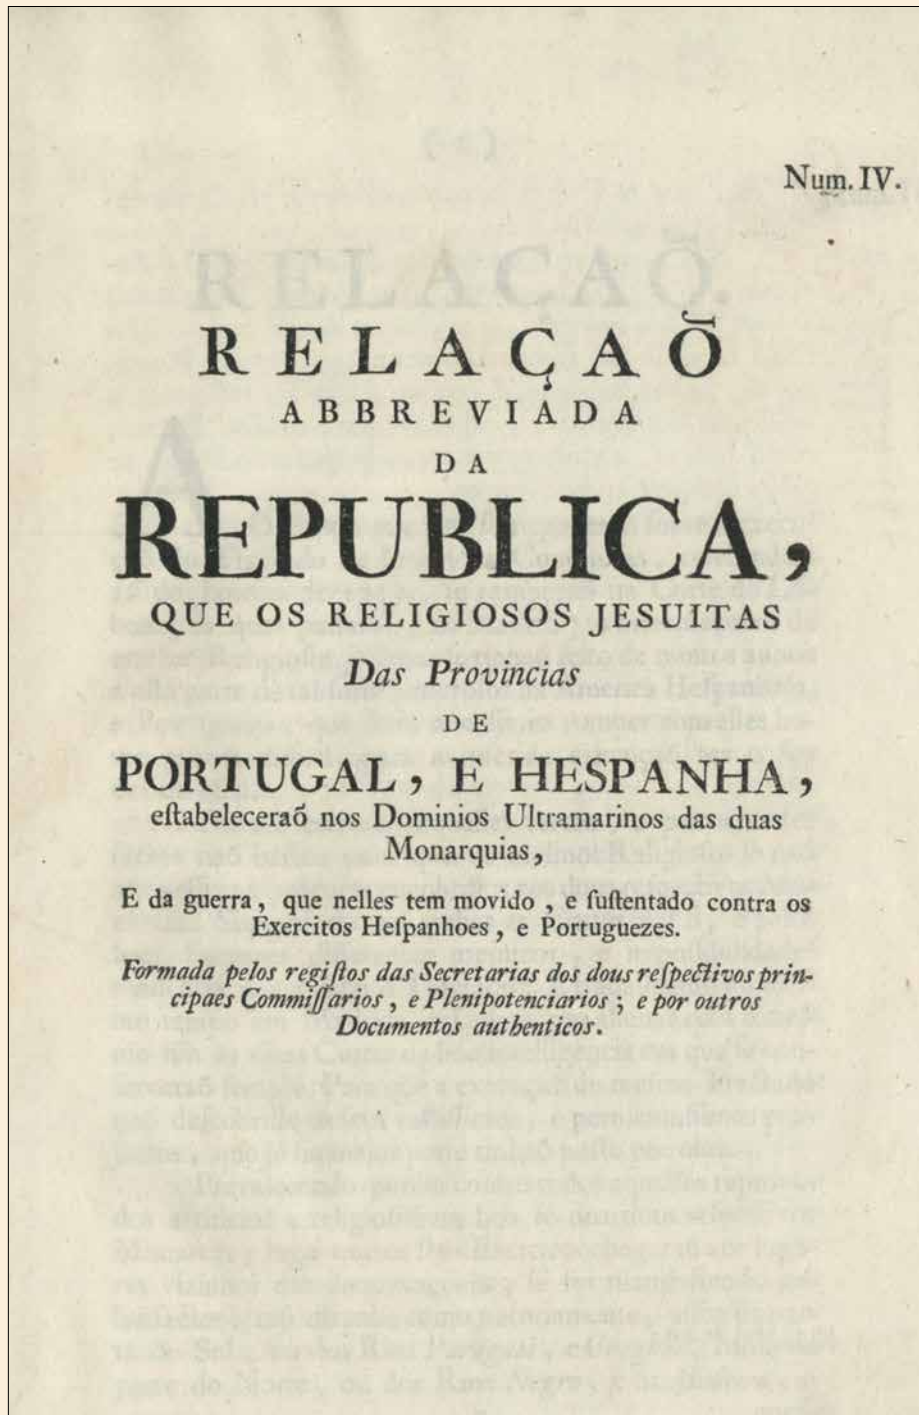 Num. IV.
RELAÇAÕ
ABBREVIADA
DA
REPUBLICA,
QUE OS RELIGIOSOS JESUITAS
Das Provincias
DE
PORTUGAL, E HESPANHA,
eſtabeleceraõ nos Dominios Ultramarinos das duas
Monarquias,
E da guerra, que nelles tem movido, e ſuſtentado contra os
Exercitos Heſpanhoes, e Portuguezes.
Formada pelos regiſtos das Secretarias dos dous reſpectivos prin-
cipaes Commiſſarios, e Plenipotenciarios; e por outros
Documentos authenticos.